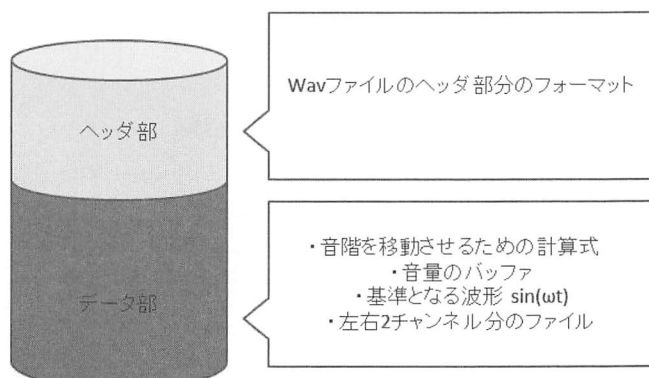 ヘッダ部
Wavファイルのヘッダ部分のフォーマット
データ部
・音階を移動させるための計算式
・音量のバッファ
・基準となる波形 sin(ωt)
・左右2チャンネル分のファイル